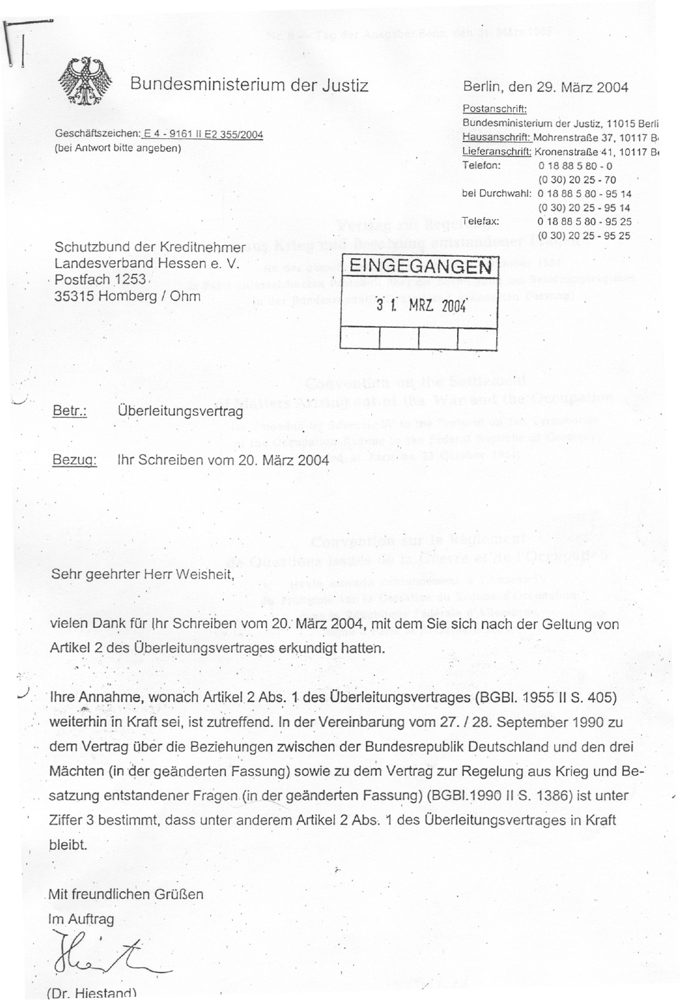 Bundesministerium der Justiz
Berlin, den 29. März 2004
Postanschrift:
Bundesministerium der Justiz, 11015 Berli
Geschäftszeichen: E 4 - 9161 II E2 355/2004
(bei Antwort bitte angeben)
Hausanschrift: Mohrenstraße 37, 10117 B
Lieferanschrift: Kronenstraße 41, 10117 Be
Telefon: 0 18 88 5 80 - 0
(0 30) 20 25 - 70
bei Durchwahl: 0 18 88 5 80 - 95 14
(0 30) 20 25 - 95 14
Telefax: 0 18 88 5 80 - 95 25
(0 30) 20 25 - 95 25
Schutzbund der Kreditnehmer
Landesverband Hessen e. V.
Postfach 1253
35315 Homberg / Ohm
EINGEGANGEN
31. MRZ. 2004
Betr.: Überleitungsvertrag
Bezug: Ihr Schreiben vom 20. März 2004
Sehr geehrter Herr Weisheit,
vielen Dank für Ihr Schreiben vom 20. März 2004, mit dem Sie sich nach der Geltung von
Artikel 2 des Überleitungsvertrages erkundigt hatten.
Ihre Annahme, wonach Artikel 2 Abs. 1 des Überleitungsvertrages (BGBl. 1955 II S. 405)
weiterhin in Kraft sei, ist zutreffend. In der Vereinbarung vom 27. / 28. September 1990 zu
dem Vertrag über die Beziehungen zwischen der Bundesrepublik Deutschland und den drei
Mächten (in der geänderten Fassung) sowie zu dem Vertrag zur Regelung aus Krieg und Be-
satzung entstandener Fragen (in der geänderten Fassung) (BGBl.1990 II S. 1386) ist unter
Ziffer 3 bestimmt, dass unter anderem Artikel 2 Abs. 1 des Überleitungsvertrages in Kraft
bleibt.
Mit freundlichen Grüßen
Im Auftrag
(Dr. Hiestand)